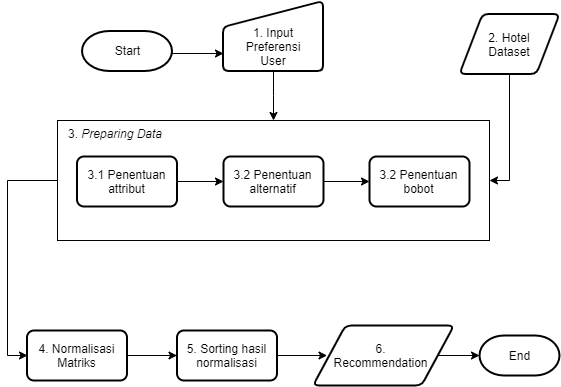 Start
1. Input
Preferensi
User
2. Hotel
Dataset
3. Preparing Data
3.1 Penentuan
attribut
3.2 Penentuan
alternatif
3.2 Penentuan
bobot
4. Normalisasi
Matriks
5. Sorting hasil
normalisasi
6.
Recommendation
End